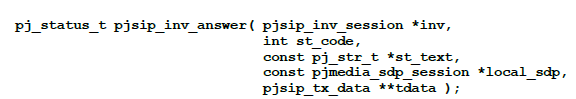 pj_status_t pjsip_inv_answer( pjsip_inv_session *inv,
int st_code,
const pj_str_t *st_text,
const pjmedia_sdp_session *local_sdp,
pjsip_tx_data **tdata );